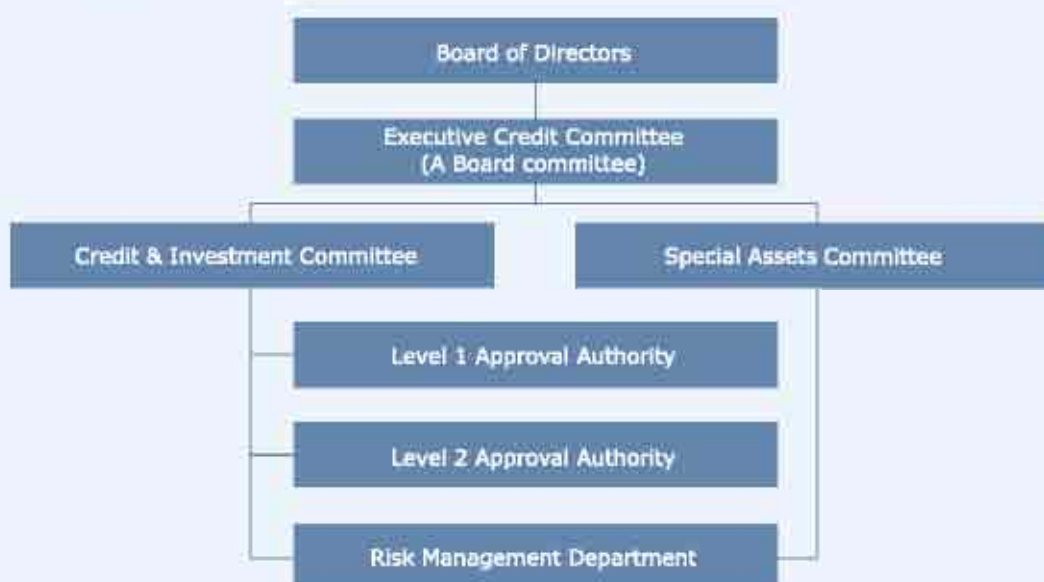 Board of Directors
Executive Credit Committee
(A Board committee)
Credit & Investment Committee
Special Assets Committee
Level 1 Approval Authority
Level 2 Approval Authority
Risk Management Department